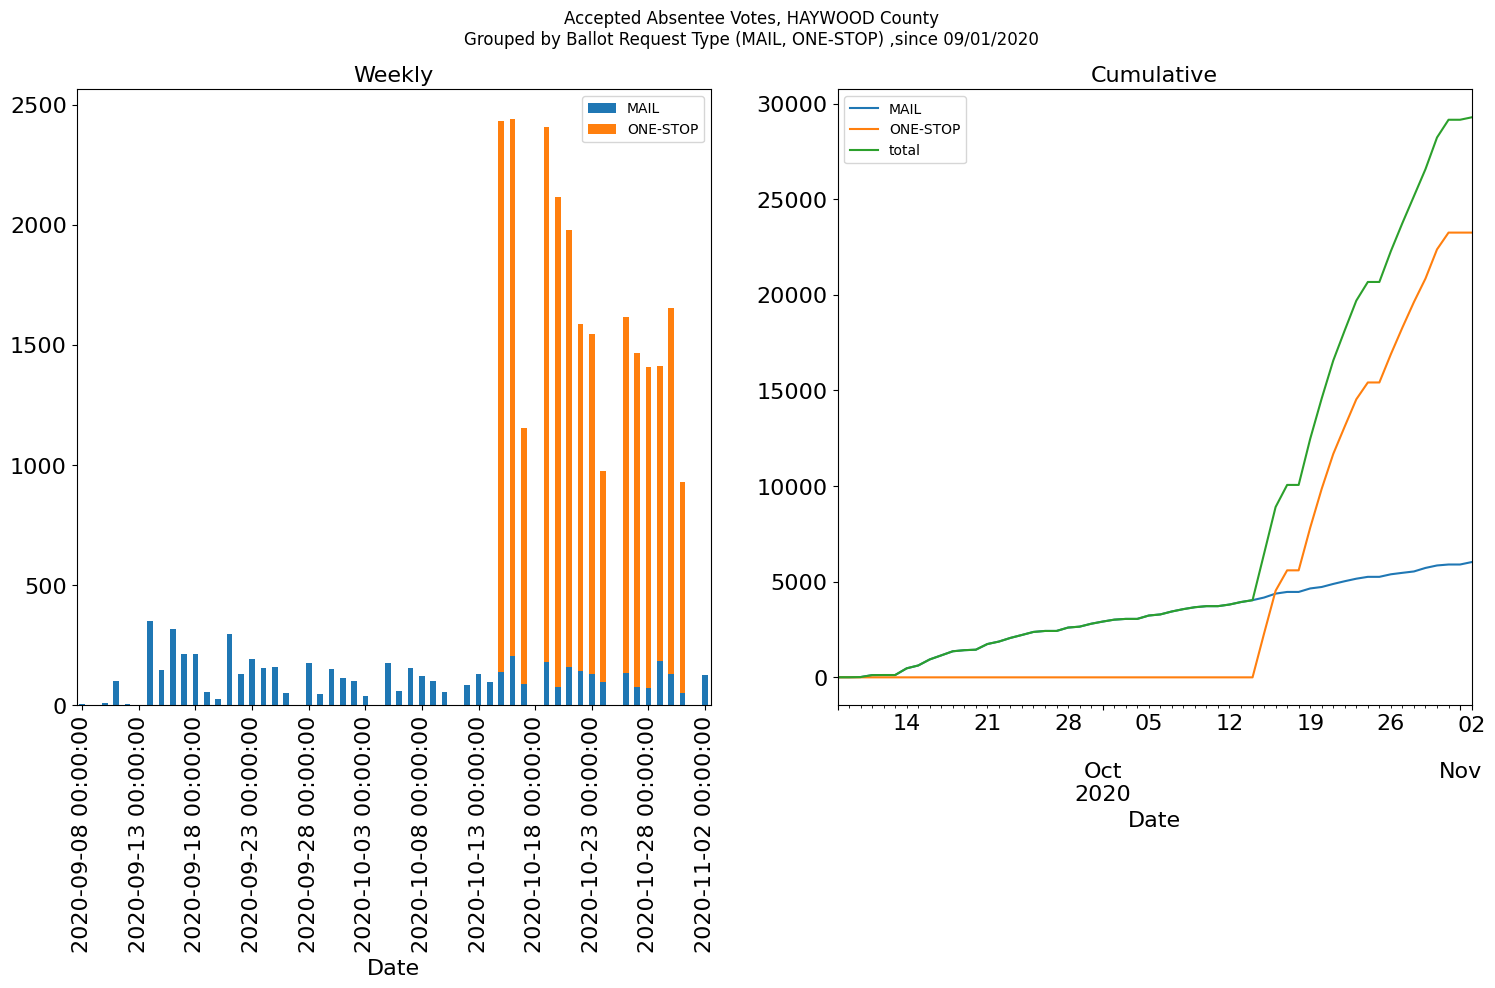 Accepted Absentee Votes, HAYWOOD County
Grouped by Ballot Request Type (MAIL, ONE-STOP) ,since 09/01/2020
Weekly
2500
2000
1500
1000
500
0
MAIL
ONE-STOP
2020-09-08 00:00:00
2020-09-13 00:00:00
2020-09-18 00:00:00
2020-09-23 00:00:00
2020-09-28 00:00:00
2020-10-03 00:00:00
2020-10-08 00:00:00
2020-10-13 00:00:00
2020-10-18 00:00:00
2020-10-23 00:00:00
2020-10-28 00:00:00
2020-11-02 00:00:00
Date
Cumulative
30000
25000
20000
15000
10000
5000
0
MAIL
ONE-STOP
total
14 21 28 05 12 19 26 02
Oct Nov
2020
Date